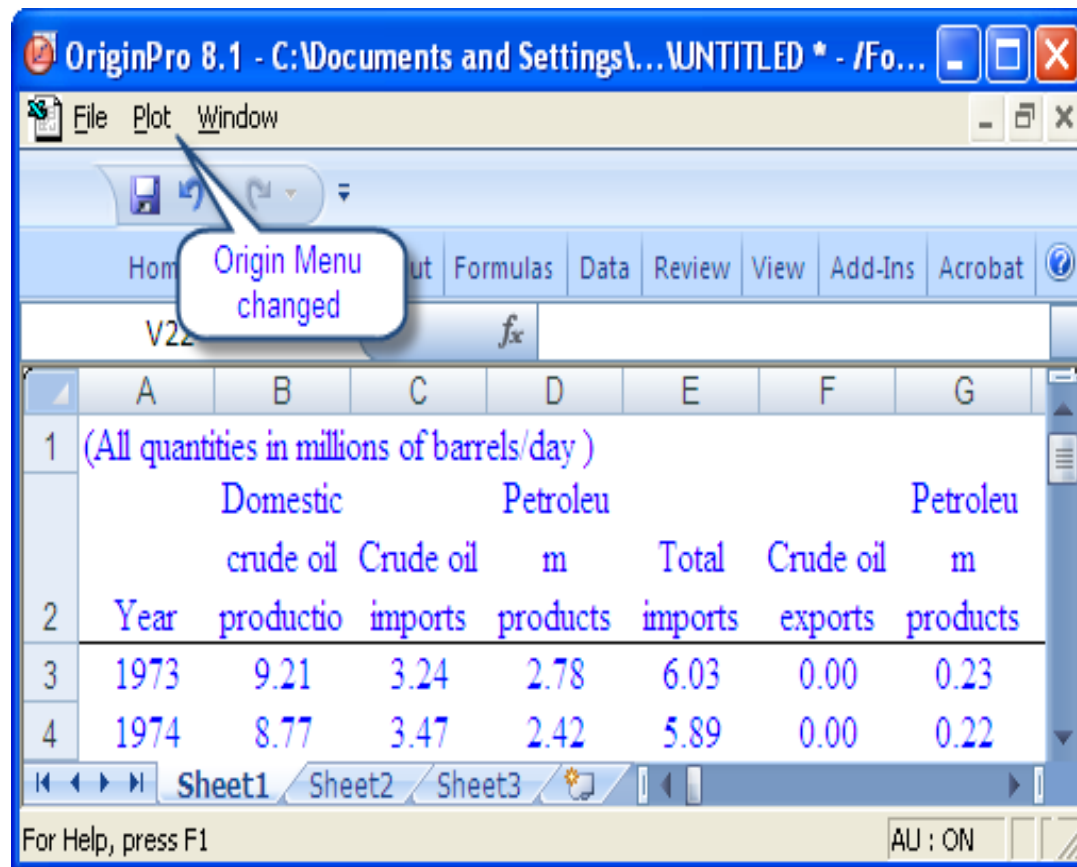 OriginPro 8.1 - C:\Documents and Settings\...\UNTITLED * - /Fo...
File Plot Window
Origin Menu
changed
Hom ut Formulas Data Review View Add-Ins Acrobat
V22 fx
A B C D E F G
1 (All quantities in millions of barrels/day )
Domestic Petroleu Petroleu
crude oil Crude oil m Total Crude oil m
2 Year productio imports products imports exports products
3 1973 9.21 3.24 2.78 6.03 0.00 0.23
4 1974 8.77 3.47 2.42 5.89 0.00 0.22
Sheet1 Sheet2 Sheet3
For Help, press F1 AU : ON